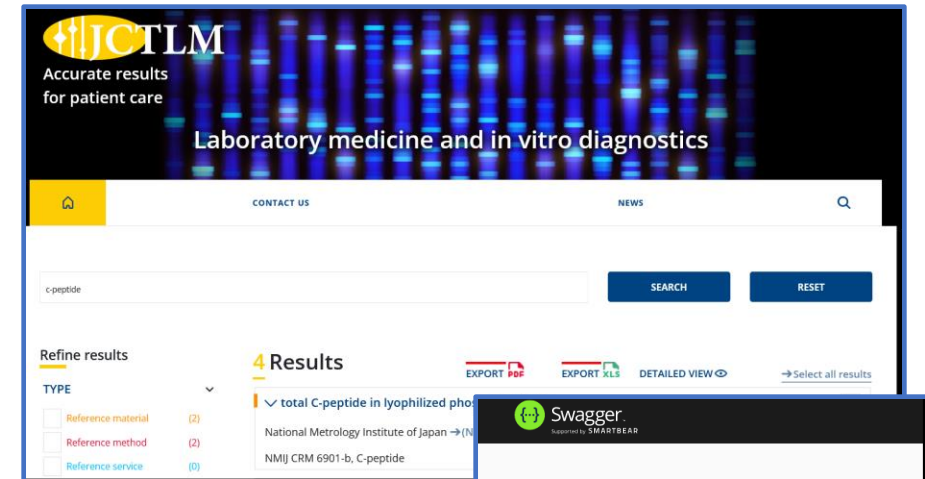 JCTLM
Accurate results
for patient care
Laboratory medicine and in vitro diagnostics
CONTACT US
NEWS
c-peptide
SEARCH
RESET
Refine results
4 Results
EXPORT PDF
EXPORT XLS
DETAILED VIEW
→Select all results
TYPE
Reference material (2)
Reference method (2)
Reference service (0)
total C-peptide in lyophilized phos
National Metrology Institute of Japan →(N
NMIJ CRM 6901-b, C-peptide
{··} Swagger.
Supported by SMARTBEAR